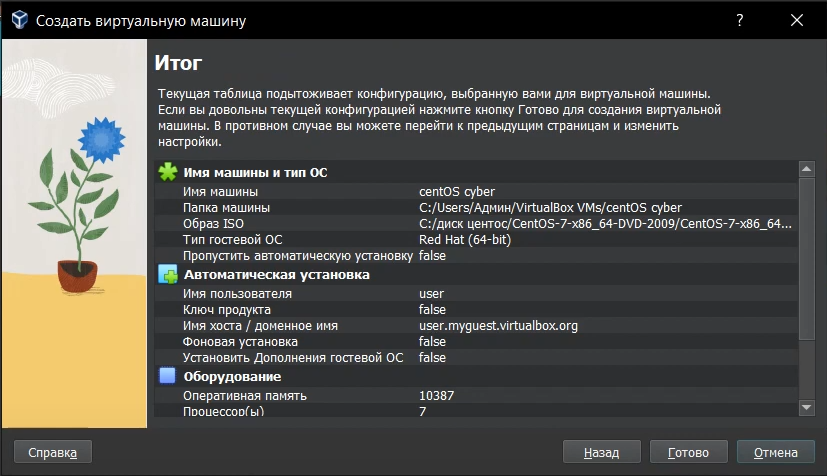 Создать виртуальную машину ?
Итог
Текущая таблица подытоживает конфигурацию, выбранную вами для виртуальной машины.
Если вы довольны текущей конфигурацией нажмите кнопку Готово для создания виртуальной
машины. В противном случае вы можете перейти к предыдущим страницам и изменить
настройки.
Имя машины и тип ОС
Имя машины centOS cyber
Папка машины C:/Users/Админ/VirtualBox VMs/centOS cyber
Образ ISO C:/диск центос/CentOS-7-x86_64-DVD-2009/CentOS-7-x86_64...
Тип гостевой ОС Red Hat (64-bit)
Пропустить автоматическую установку false
Автоматическая установка
Имя пользователя user
Ключ продукта false
Имя хоста / доменное имя user.myguest.virtualbox.org
Фоновая установка false
Установить Дополнения гостевой ОС false
Оборудование
Оперативная память 10387
Процессор(ы) 7
Справка Назад Готово Отмена